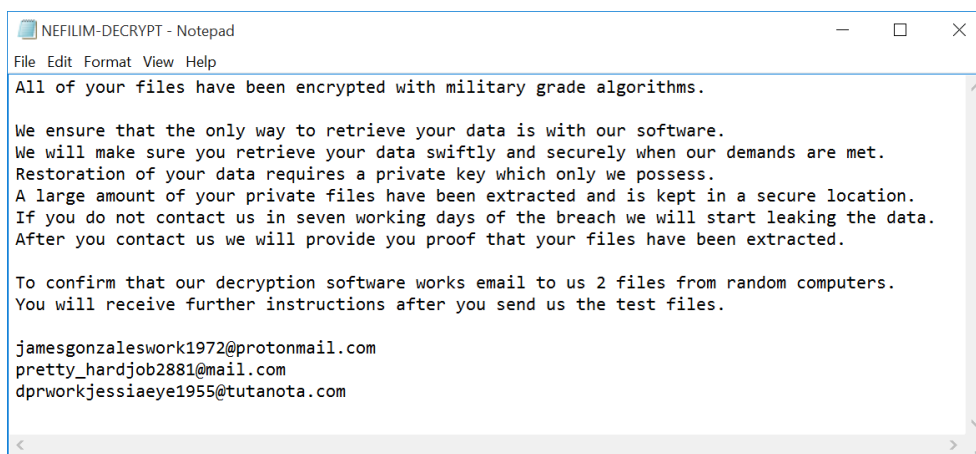 NEFILIM-DECRYPT - Notepad
File Edit Format View Help
All of your files have been encrypted with military grade algorithms.
We ensure that the only way to retrieve your data is with our software.
We will make sure you retrieve your data swiftly and securely when our demands are met.
Restoration of your data requires a private key which only we possess.
A large amount of your private files have been extracted and is kept in a secure location.
If you do not contact us in seven working days of the breach we will start leaking the data.
After you contact us we will provide you proof that your files have been extracted.
To confirm that our decryption software works email to us 2 files from random computers.
You will receive further instructions after you send us the test files.
jamesgonzaleswork1972@protonmail.com
pretty_hardjob2881@mail.com
dprworkjessiaeye1955@tutanota.com